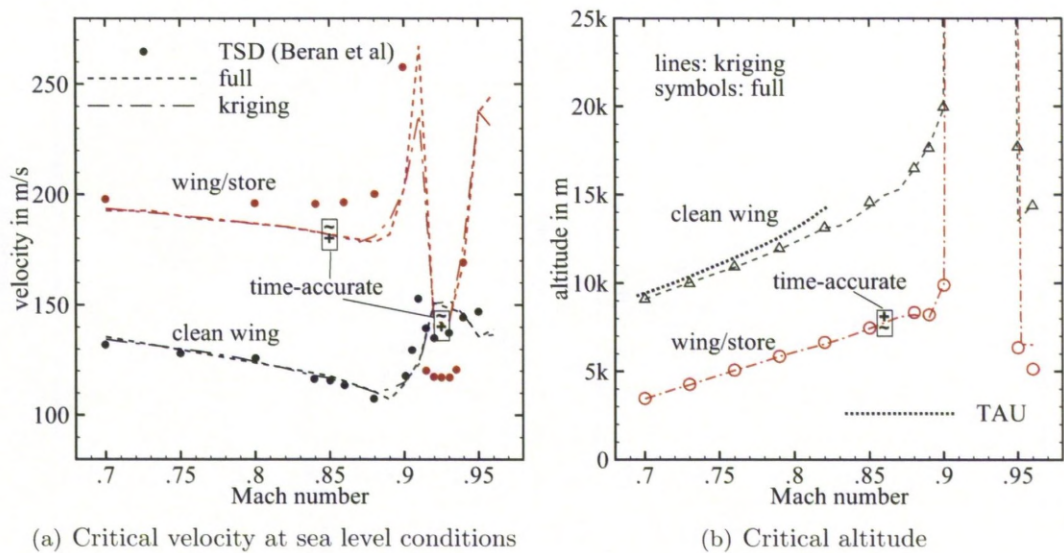 250
200
150
100
velocity in m/s
TSD (Beran et al)
full
kriging
wing/store
~
+
time-accurate
~
+
clean wing
.7 .75 .8 .85 .9 .95
Mach number
(a) Critical velocity at sea level conditions
25k
20k
15k
10k
5k
0
altitude in m
lines: kriging
symbols: full
clean wing
time-accurate
+
~
wing/store
TAU
.7 .75 .8 .85 .9 .95
Mach number
(b) Critical altitude